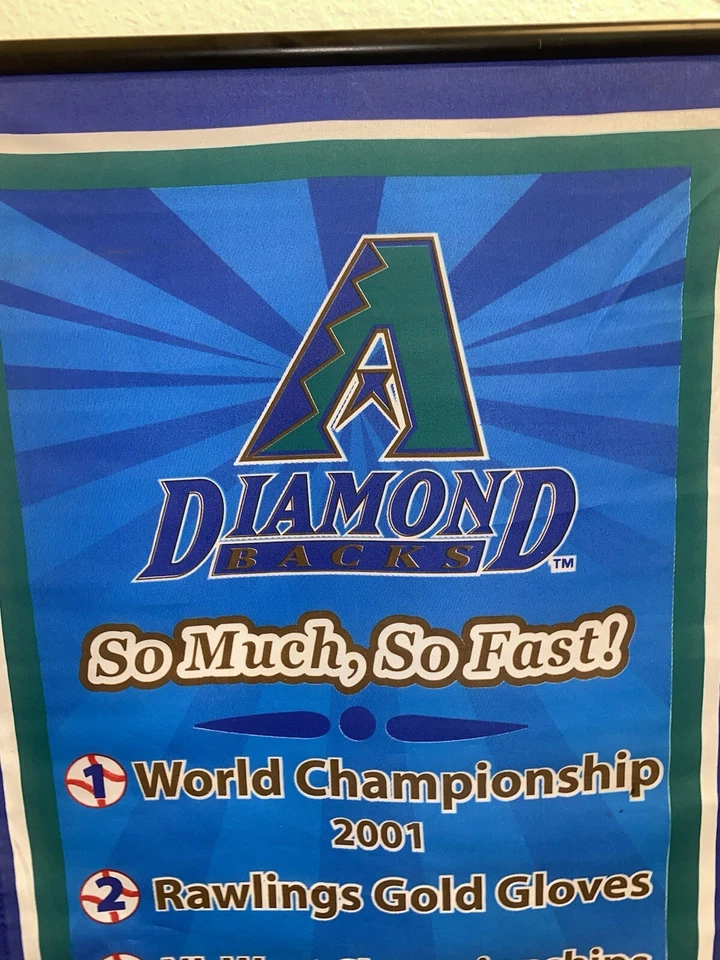 A
DIAMOND
BACKS
TM
So Much, So Fast!
1 World Championship
2001
2 Rawlings Gold Gloves